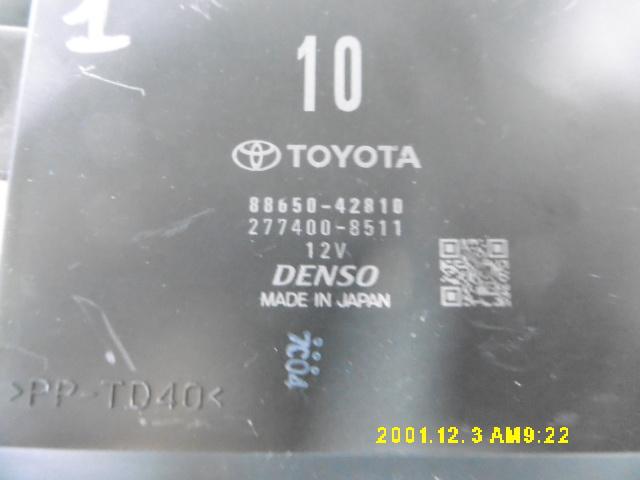 1
10
TOYOTA
88650-42810
277400-8511
12V
DENSO
MADE IN JAPAN
7C04
>PP-TD40<
2001.12. 3 AM9:22